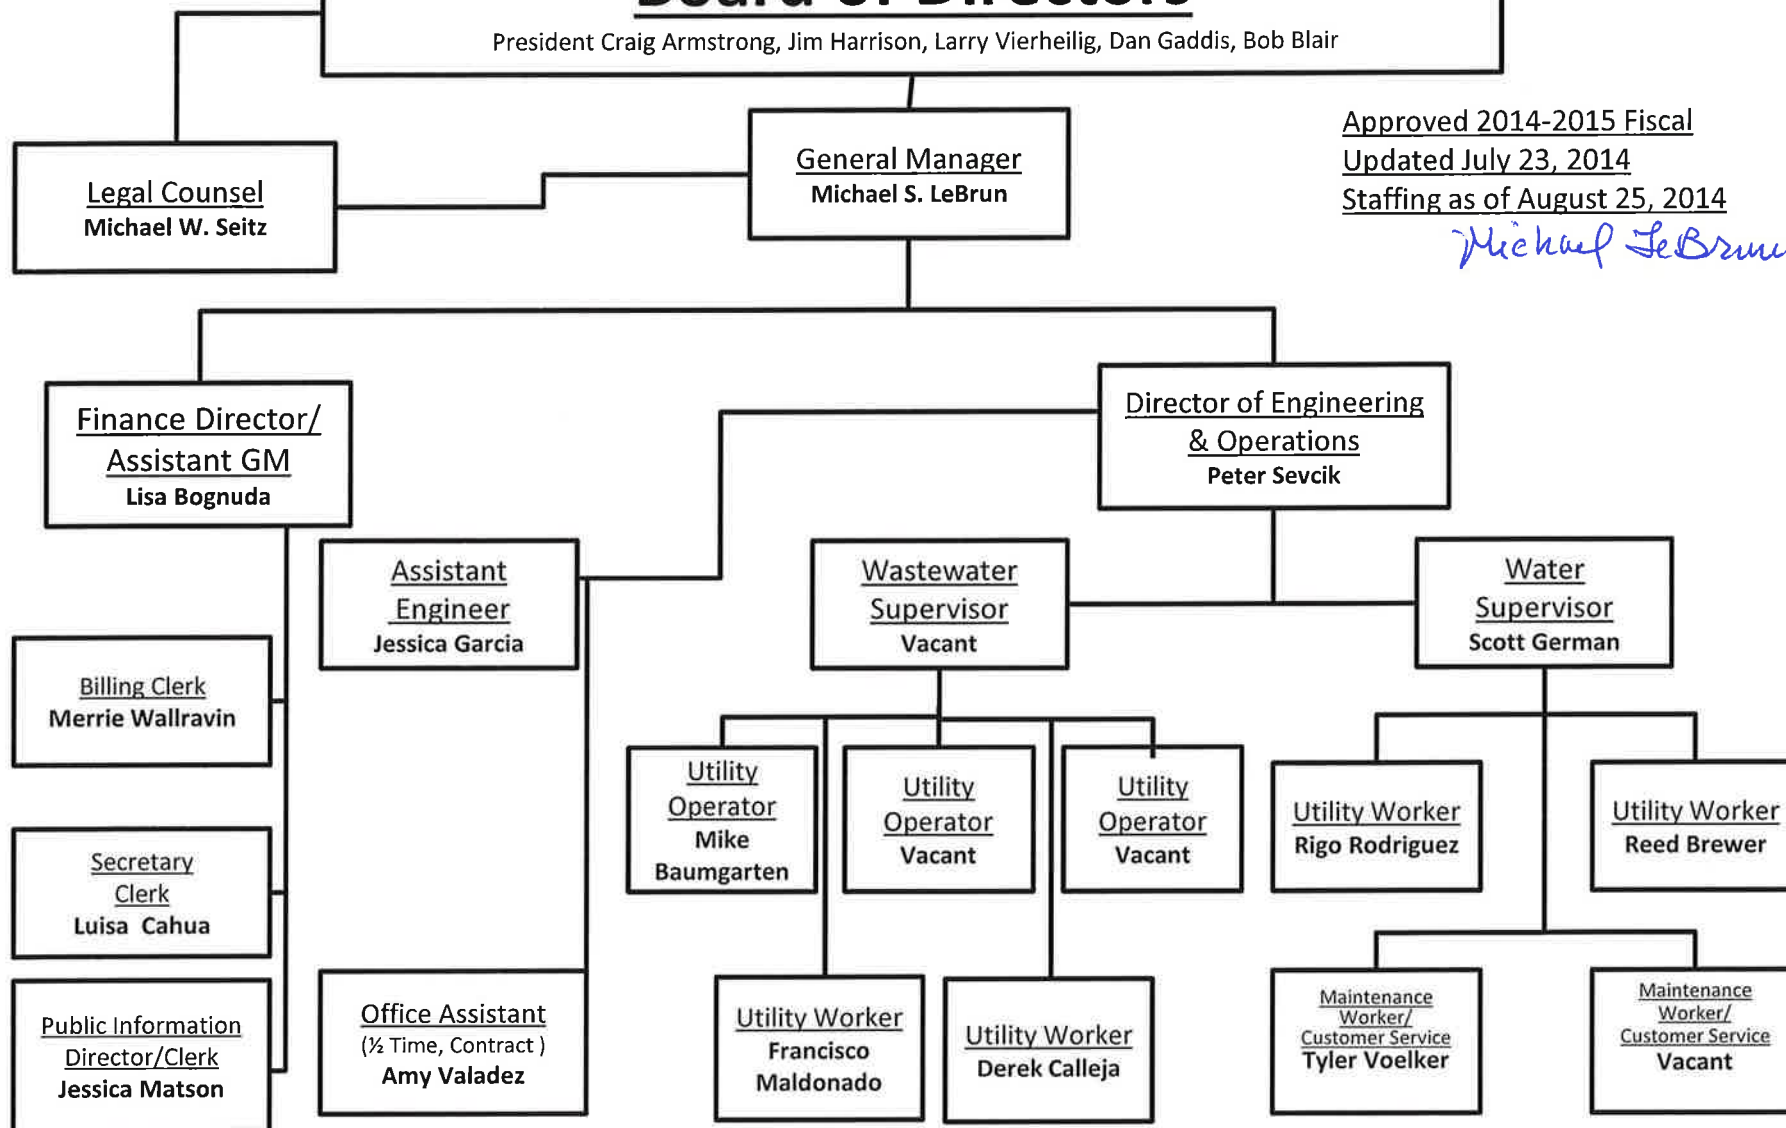 Board of Directors
President Craig Armstrong, Jim Harrison, Larry Vierheilig, Dan Gaddis, Bob Blair
Approved 2014-2015 Fiscal
Updated July 23, 2014
Staffing as of August 25, 2014
Michael LeBrun
General Manager
Michael S. LeBrun
Legal Counsel
Michael W. Seitz
Finance Director/
Assistant GM
Lisa Bognuda
Director of Engineering
& Operations
Peter Sevcik
Assistant
Engineer
Jessica Garcia
Wastewater
Supervisor
Vacant
Water
Supervisor
Scott German
Billing Clerk
Merrie Wallravin
Utility
Operator
Mike
Baumgarten
Utility
Operator
Vacant
Utility
Operator
Vacant
Utility Worker
Rigo Rodriguez
Utility Worker
Reed Brewer
Secretary
Clerk
Luisa Cahua
Public Information
Director/Clerk
Jessica Matson
Office Assistant
(½ Time, Contract )
Amy Valadez
Utility Worker
Francisco
Maldonado
Utility Worker
Derek Calleja
Maintenance
Worker/
Customer Service
Tyler Voelker
Maintenance
Worker/
Customer Service
Vacant